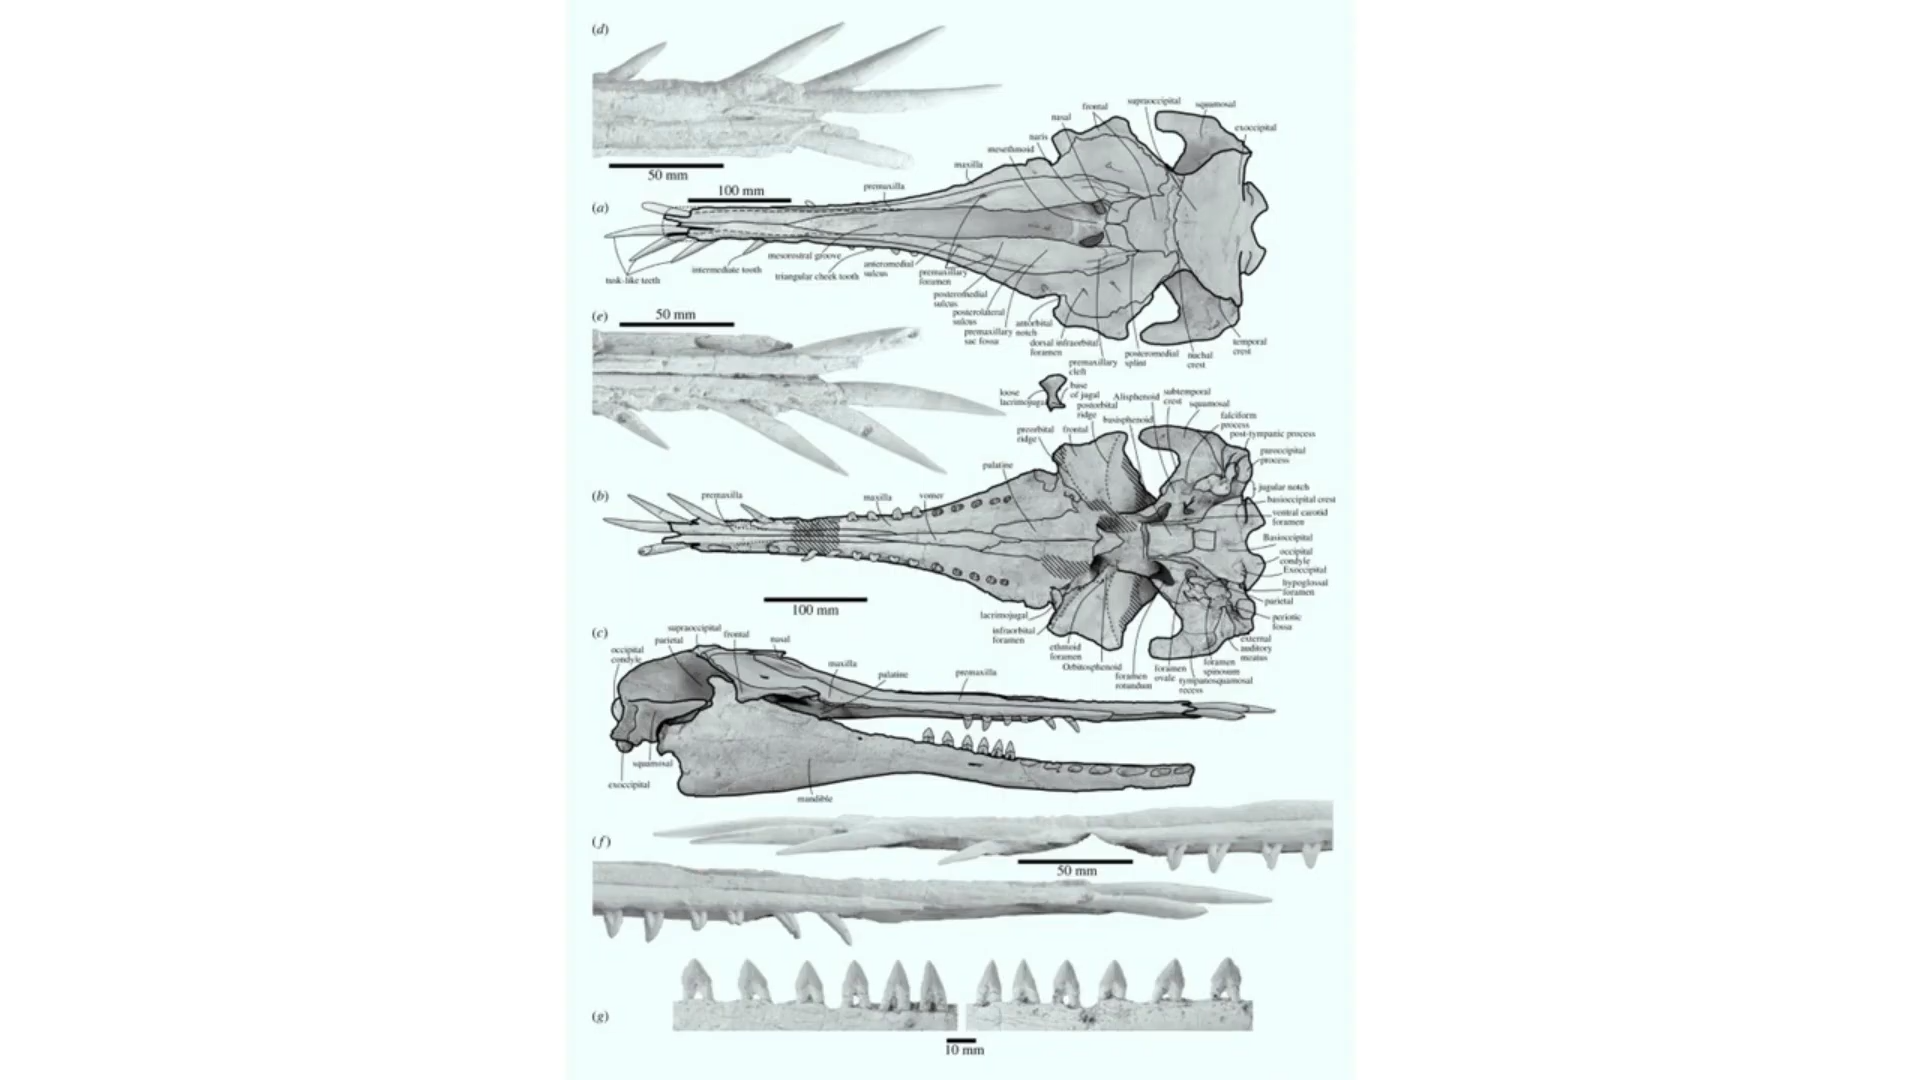 (d)
50 mm
100 mm
(a)
frontal
supraoccipital
squamosal
nasal
exoccipital
naris
mesethmoid
maxilla
premaxilla
tusk-like teeth
intermediate tooth
mesorostral groove
triangular cheek tooth
anteromedial
sulcus
premaxillary
foramen
posteromedial
sulcus
posterolateral
sulcus
premaxillary
sac fossa
antorbital
notch
dorsal infraorbital
foramen
premaxillary
cleft
posteromedial
splint
nuchal
crest
temporal
crest
(e)
50 mm
loose
lacrimojugal
base
of jugal
postorbital
ridge
Alisphenoid
subtemporal
crest
squamosal
basisphenoid
falciform
process
post-tympanic process
paroccipital
process
preorbital
ridge
frontal
palatine
jugular notch
basioccipital crest
ventral carotid
foramen
Basioccipital
occipital
condyle
Exoccipital
hypoglossal
foramen
parietal
periotic
fossa
external
auditory
meatus
(b)
premaxilla
maxilla
vomer
100 mm
lacrimojugal
infraorbital
foramen
ethmoid
foramen
Orbitosphenoid
foramen
rotundum
foramen
ovale
foramen
spinosum
tympanosquamosal
recess
(c)
occipital
condyle
parietal
supraoccipital
frontal
nasal
maxilla
palatine
premaxilla
squamosal
exoccipital
mandible
(f)
50 mm
(g)
10 mm